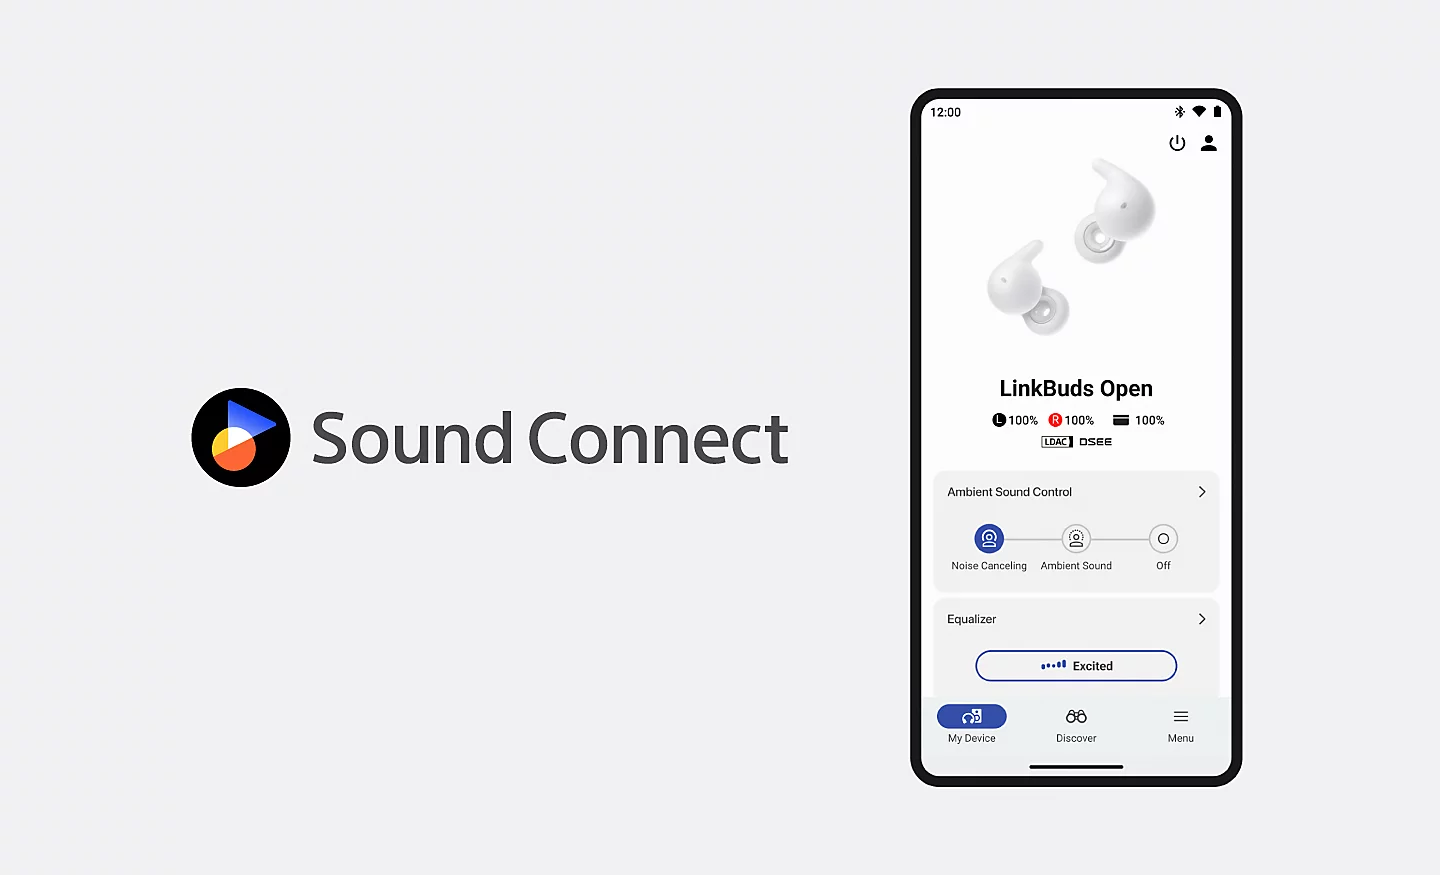 Sound Connect
12:00
LinkBuds Open
L 100% R 100% 100%
LDAC DSEE
Ambient Sound Control
Noise Canceling Ambient Sound Off
Equalizer
Excited
My Device Discover Menu